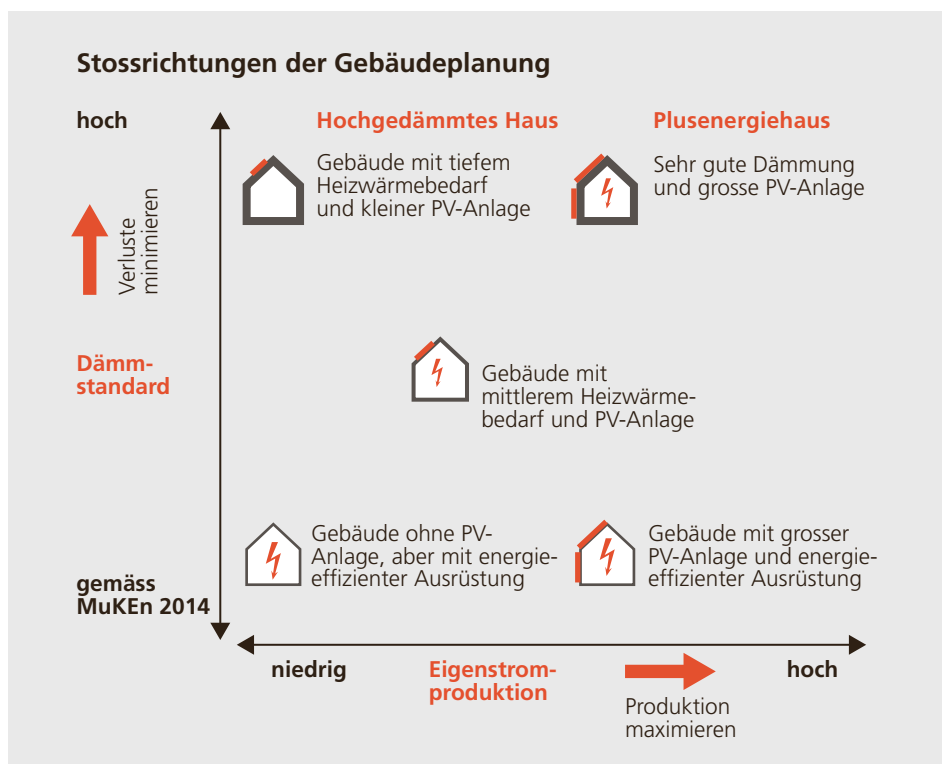 Stossrichtungen der Gebäudeplanung
hoch
Hochgedämmtes Haus
Gebäude mit tiefem
Heizwärmebedarf
und kleiner PV-Anlage
Plusenergiehaus
Sehr gute Dämmung
und grosse PV-Anlage
Verluste
minimieren
Dämm-
standard
Gebäude mit
mittlerem Heizwärme-
bedarf und PV-Anlage
Gebäude ohne PV-
Anlage, aber mit energie-
effizienter Ausrüstung
Gebäude mit grosser
PV-Anlage und energie-
effizienter Ausrüstung
gemäss
MuKEn 2014
niedrig
Eigenstrom-
produktion
hoch
Produktion
maximieren